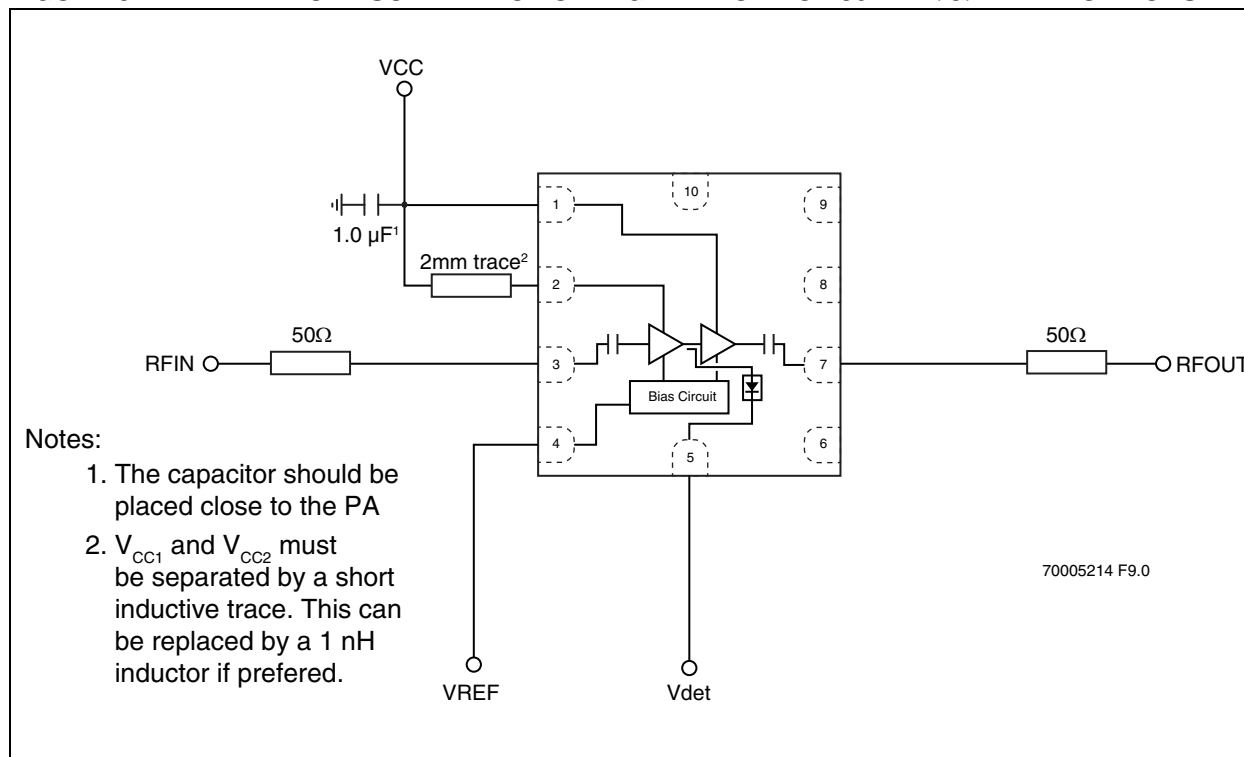 VCC
10
1
9
1.0 µF¹
2mm trace²
2
8
50Ω
50Ω
RFIN
3
7
RFOUT
Bias Circuit
4
5
6
Notes:
1. The capacitor should be
placed close to the PA
2. V_CC1 and V_CC2 must
be separated by a short
inductive trace. This can
be replaced by a 1 nH
inductor if prefered.
70005214 F9.0
VREF
Vdet